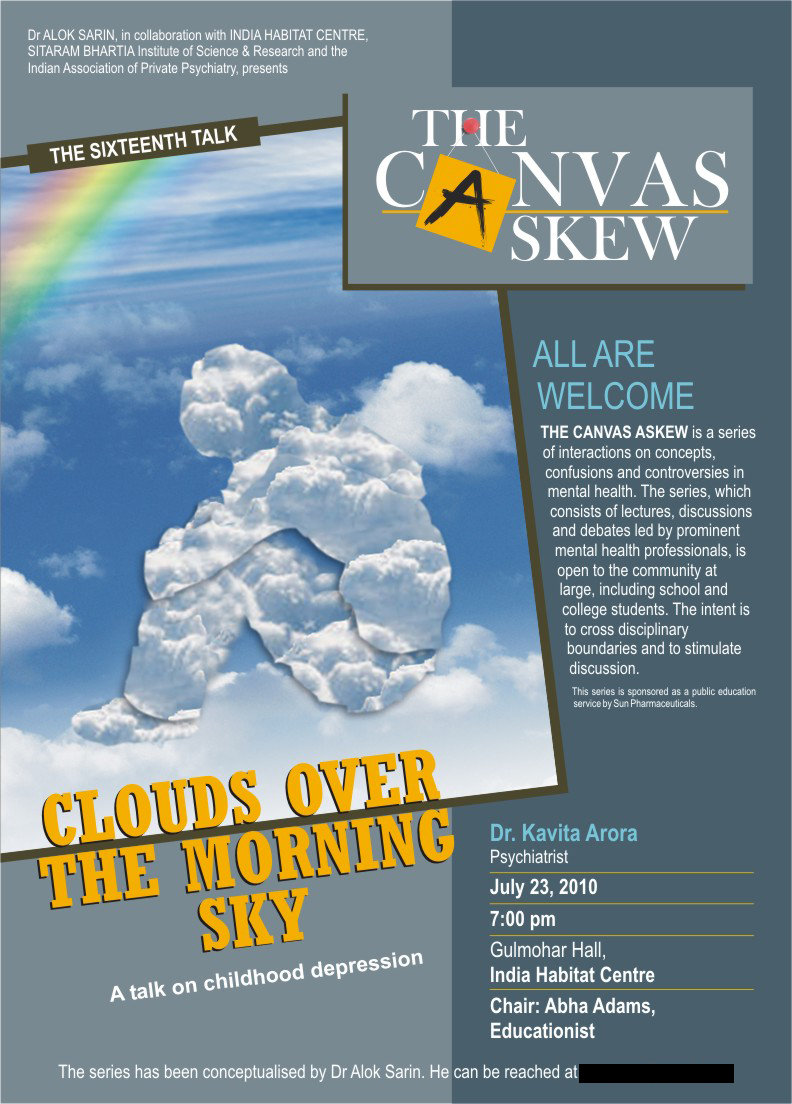 Dr ALOK SARIN, in collaboration with INDIA HABITAT CENTRE,
SITARAM BHARTIA Institute of Science & Research and the
Indian Association of Private Psychiatry, presents
THE SIXTEENTH TALK
THE
CANVAS
ASKEW
ALL ARE
WELCOME
THE CANVAS ASKEW is a series
of interactions on concepts,
confusions and controversies in
mental health. The series, which
consists of lectures, discussions
and debates led by prominent
mental health professionals, is
open to the community at
large, including school and
college students. The intent is
to cross disciplinary
boundaries and to stimulate
discussion.
This series is sponsored as a public education
service by Sun Pharmaceuticals.
CLOUDS OVER
THE MORNING
SKY
A talk on childhood depression
Dr. Kavita Arora
Psychiatrist
July 23, 2010
7:00 pm
Gulmohar Hall,
India Habitat Centre
Chair: Abha Adams,
Educationist
The series has been conceptualised by Dr Alok Sarin. He can be reached at